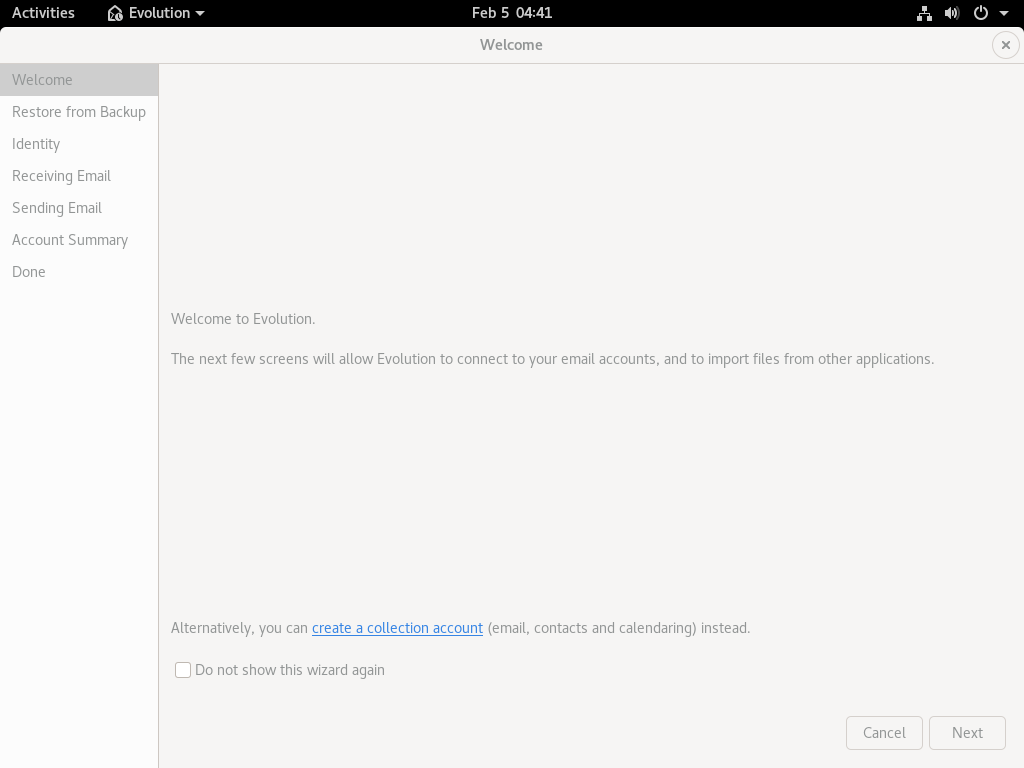 Activities
Evolution
Feb 5 04:41
Welcome
Welcome
Restore from Backup
Identity
Receiving Email
Sending Email
Account Summary
Done
Welcome to Evolution.
The next few screens will allow Evolution to connect to your email accounts, and to import files from other applications.
Alternatively, you can create a collection account (email, contacts and calendaring) instead.
Do not show this wizard again
Cancel
Next